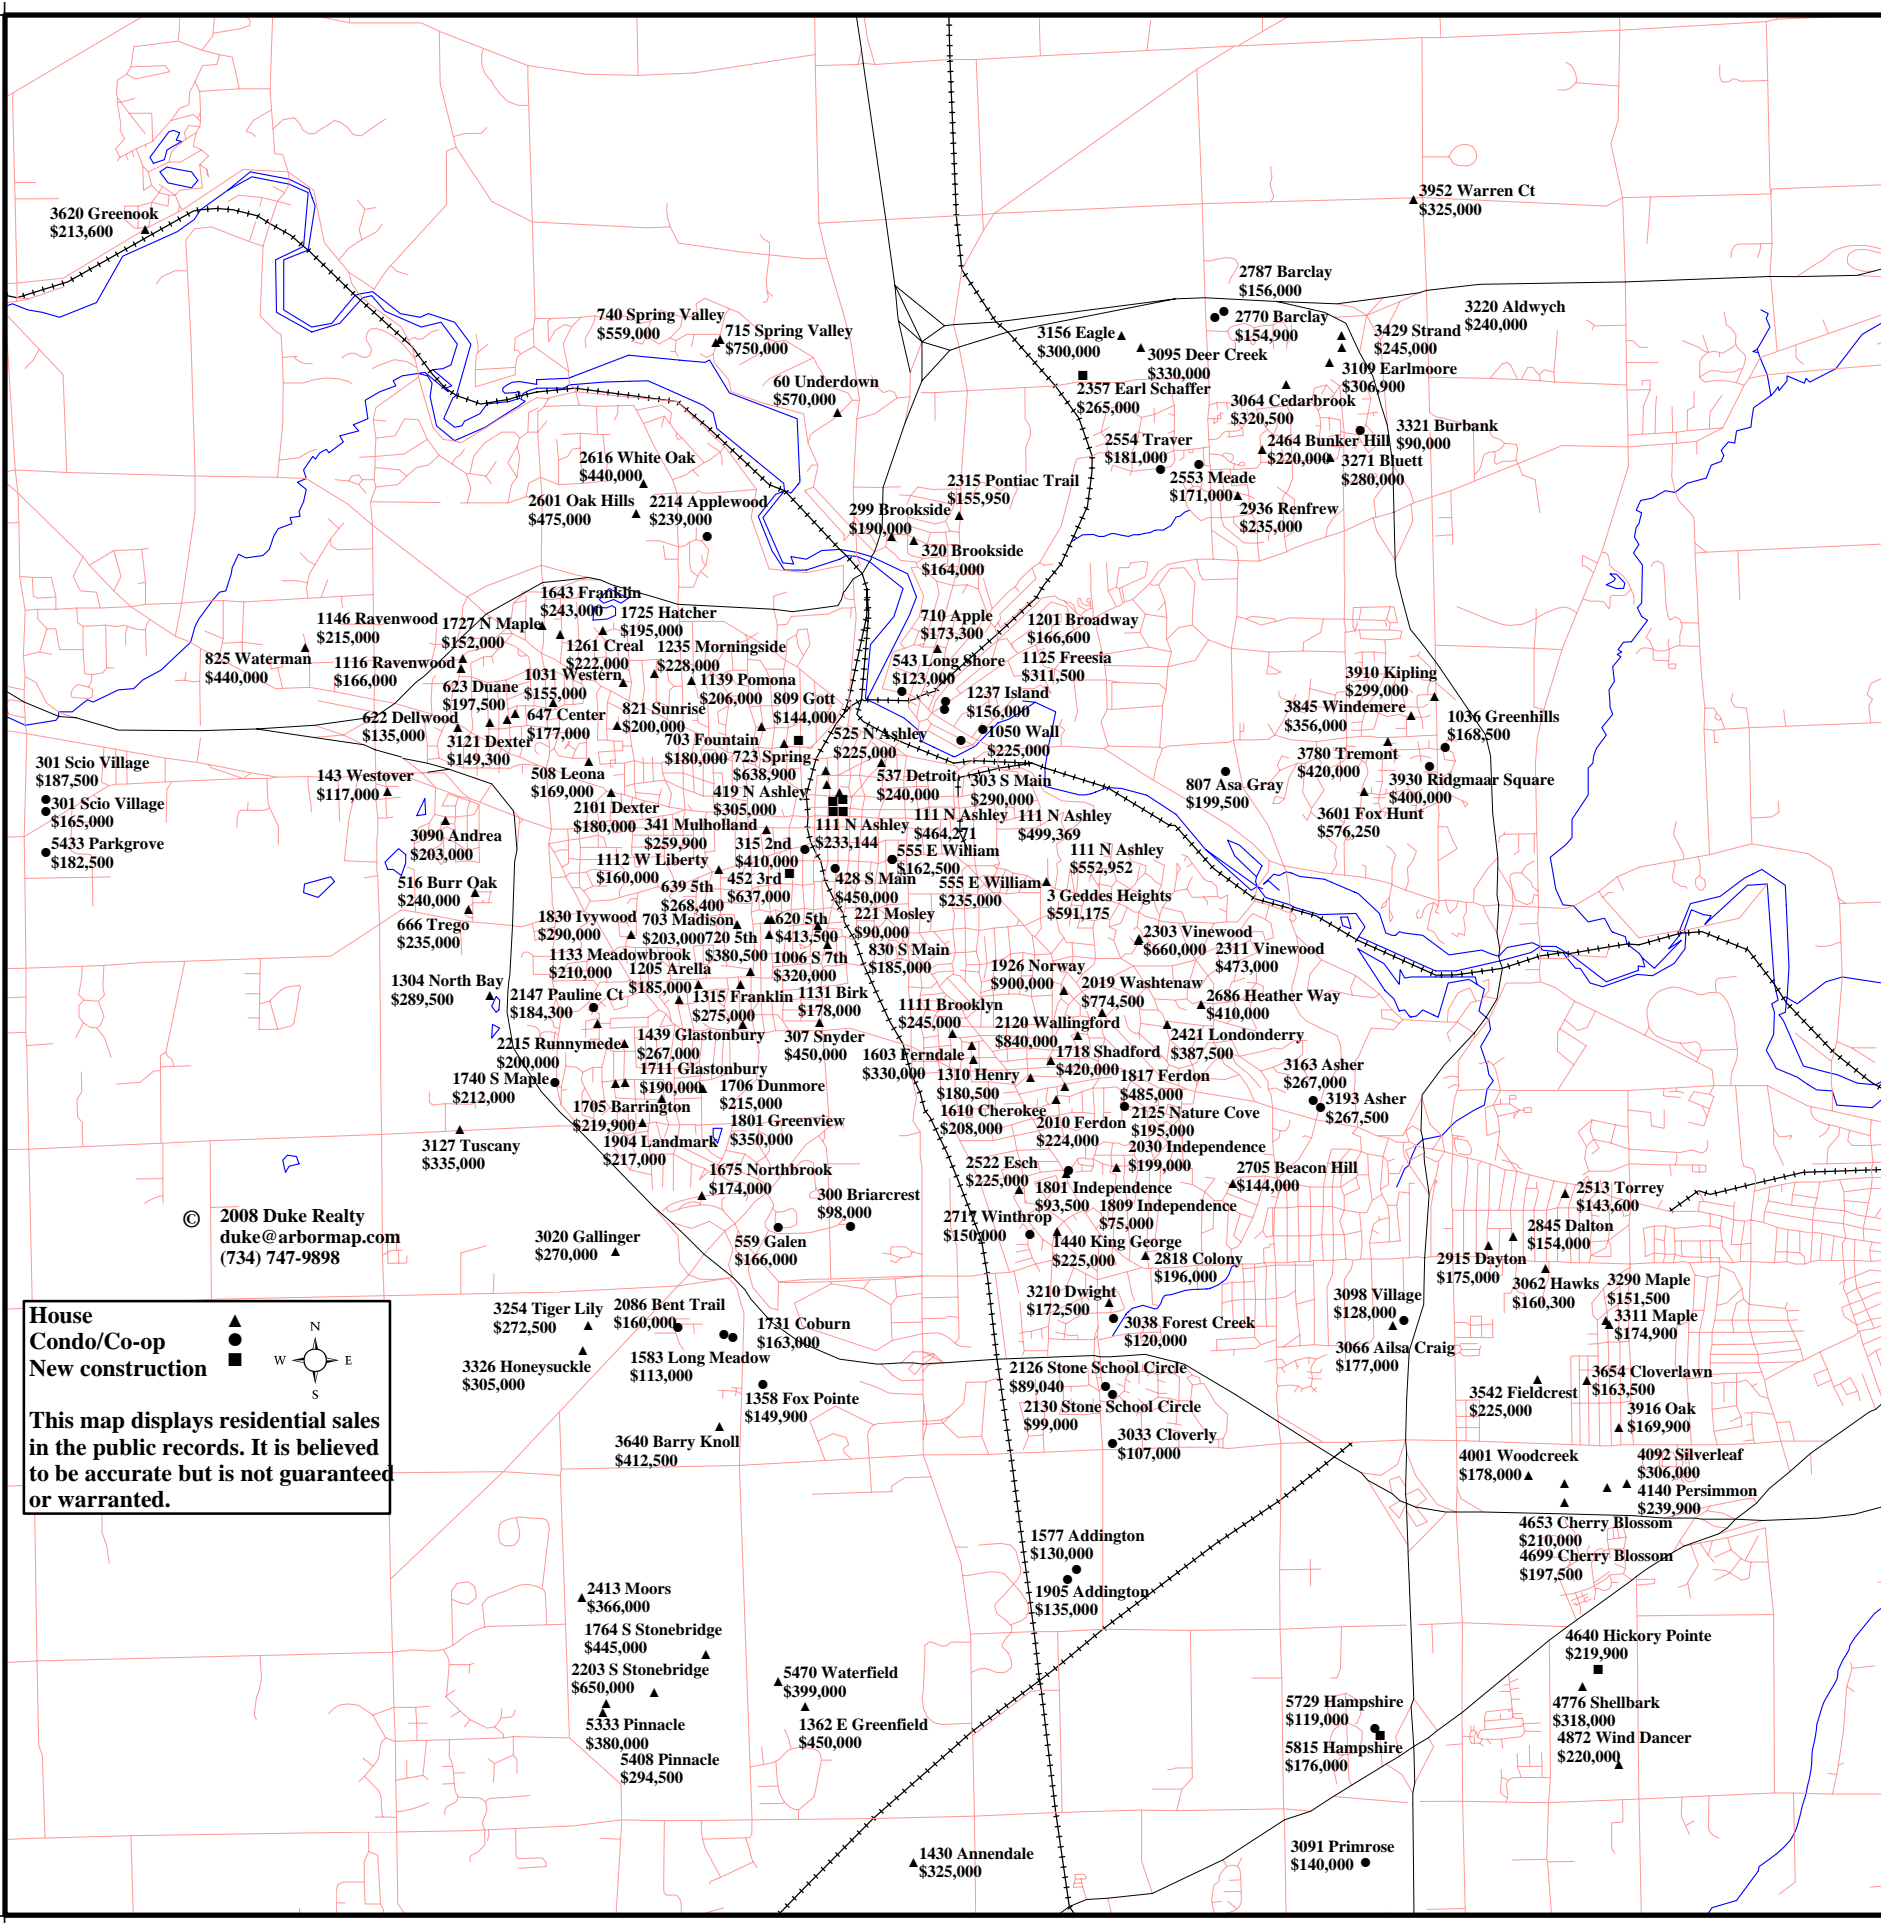 3952 Warren Ct
$325,000
3620 Greenook
$213,600
2787 Barclay
$156,000
2770 Barclay
$154,900
3220 Aldwych
$240,000
740 Spring Valley
$559,000
715 Spring Valley
$750,000
3156 Eagle
$300,000
3095 Deer Creek
$330,000
3429 Strand
$245,000
3109 Earlmoore
$306,900
60 Underdown
$570,000
2357 Earl Schaffer
$265,000
3064 Cedarbrook
$320,500
3321 Burbank
$90,000
2554 Traver
$181,000
2464 Bunker Hill
$220,000
3271 Bluett
$280,000
2616 White Oak
$440,000
2553 Meade
$171,000
2315 Pontiac Trail
$155,950
2601 Oak Hills
$475,000
2214 Applewood
$239,000
299 Brookside
$190,000
2936 Renfrew
$235,000
320 Brookside
$164,000
1643 Franklin
$243,000
1725 Hatcher
$195,000
1146 Ravenwood
$215,000
1727 N Maple
$152,000
710 Apple
$173,300
1201 Broadway
$166,600
825 Waterman
$440,000
1116 Ravenwood
$166,000
1261 Creal
$222,000
1235 Morningside
$228,000
543 Long Shore
$123,000
1125 Freesia
$311,500
1031 Western
$155,000
1139 Pomona
$206,000
623 Duane
$197,500
809 Gott
$144,000
1237 Island
$156,000
3910 Kipling
$299,000
3845 Windemere
$356,000
1036 Greenhills
$168,500
622 Dellwood
$135,000
647 Center
$177,000
821 Sunrise
$200,000
3121 Dexter
$149,300
703 Fountain
$180,000
525 N Ashley
$225,000
1050 Wall
$225,000
3780 Tremont
$420,000
723 Spring
$638,900
301 Scio Village
$187,500
143 Westover
$117,000
508 Leona
$169,000
537 Detroit
$240,000
303 S Main
$290,000
807 Asa Gray
$199,500
3930 Ridgmaar Square
$400,000
301 Scio Village
$165,000
2101 Dexter
$180,000
419 N Ashley
$305,000
111 N Ashley
$464,271
111 N Ashley
$499,369
3601 Fox Hunt
$576,250
5433 Parkgrove
$182,500
3090 Andrea
$203,000
341 Mulholland
$259,900
111 N Ashley
$233,144
315 2nd
$410,000
555 E William
$162,500
111 N Ashley
$552,952
1112 W Liberty
$160,000
516 Burr Oak
$240,000
639 5th
$268,400
452 3rd
$637,000
428 S Main
$450,000
555 E William
$235,000
3 Geddes Heights
$591,175
666 Trego
$235,000
1830 Ivywood
$290,000
703 Madison
$203,000
620 5th
$413,500
221 Mosley
$90,000
2303 Vinewood
$660,000
720 5th
$380,500
2311 Vinewood
$473,000
1133 Meadowbrook
$210,000
1006 S 7th
$320,000
830 S Main
$185,000
1304 North Bay
$289,500
1205 Arella
$185,000
1926 Norway
$900,000
2019 Washtenaw
$774,500
2147 Pauline Ct
$184,300
1315 Franklin
$275,000
1131 Birk
$178,000
1111 Brooklyn
$245,000
2686 Heather Way
$410,000
2215 Runnymede
$200,000
1439 Glastonbury
$267,000
307 Snyder
$450,000
2120 Wallingford
$840,000
2421 Londonderry
$387,500
1740 S Maple
$212,000
1711 Glastonbury
$190,000
1603 Ferndale
$330,000
1718 Shadford
$420,000
3163 Asher
$267,000
1706 Dunmore
$215,000
1310 Henry
$180,500
1817 Ferdon
$485,000
3193 Asher
$267,500
1705 Barrington
$219,900
1801 Greenview
$350,000
1610 Cherokee
$208,000
2125 Nature Cove
$195,000
2010 Ferdon
$224,000
3127 Tuscany
$335,000
1904 Landmark
$217,000
2030 Independence
$199,000
1675 Northbrook
$174,000
2522 Esch
$225,000
2705 Beacon Hill
$144,000
300 Briarcrest
$98,000
1801 Independence
$93,500
1809 Independence
$75,000
2513 Torrey
$143,600
© 2008 Duke Realty
duke@arbormap.com
(734) 747-9898
3020 Gallinger
$270,000
559 Galen
$166,000
2717 Winthrop
$150,000
1440 King George
$225,000
2845 Dalton
$154,000
2818 Colony
$196,000
2915 Dayton
$175,000
3062 Hawks
$160,300
3290 Maple
$151,500
3210 Dwight
$172,500
3098 Village
$128,000
3311 Maple
$174,900
3254 Tiger Lily
$272,500
2086 Bent Trail
$160,000
1731 Coburn
$163,000
3038 Forest Creek
$120,000
3066 Ailsa Craig
$177,000
House
Condo/Co-op
New construction
N
W E
S
This map displays residential sales
in the public records. It is believed
to be accurate but is not guaranteed
or warranted.
3326 Honeysuckle
$305,000
1583 Long Meadow
$113,000
2126 Stone School Circle
$89,040
3654 Cloverlawn
$163,500
1358 Fox Pointe
$149,900
2130 Stone School Circle
$99,000
3542 Fieldcrest
$225,000
3916 Oak
$169,900
3640 Barry Knoll
$412,500
3033 Cloverly
$107,000
4001 Woodcreek
$178,000
4092 Silverleaf
$306,000
4140 Persimmon
$239,900
4653 Cherry Blossom
$210,000
1577 Addington
$130,000
4699 Cherry Blossom
$197,500
2413 Moors
$366,000
1905 Addington
$135,000
1764 S Stonebridge
$445,000
4640 Hickory Pointe
$219,900
2203 S Stonebridge
$650,000
5470 Waterfield
$399,000
5729 Hampshire
$119,000
4776 Shellbark
$318,000
5333 Pinnacle
$380,000
1362 E Greenfield
$450,000
5815 Hampshire
$176,000
4872 Wind Dancer
$220,000
5408 Pinnacle
$294,500
1430 Annendale
$325,000
3091 Primrose
$140,000